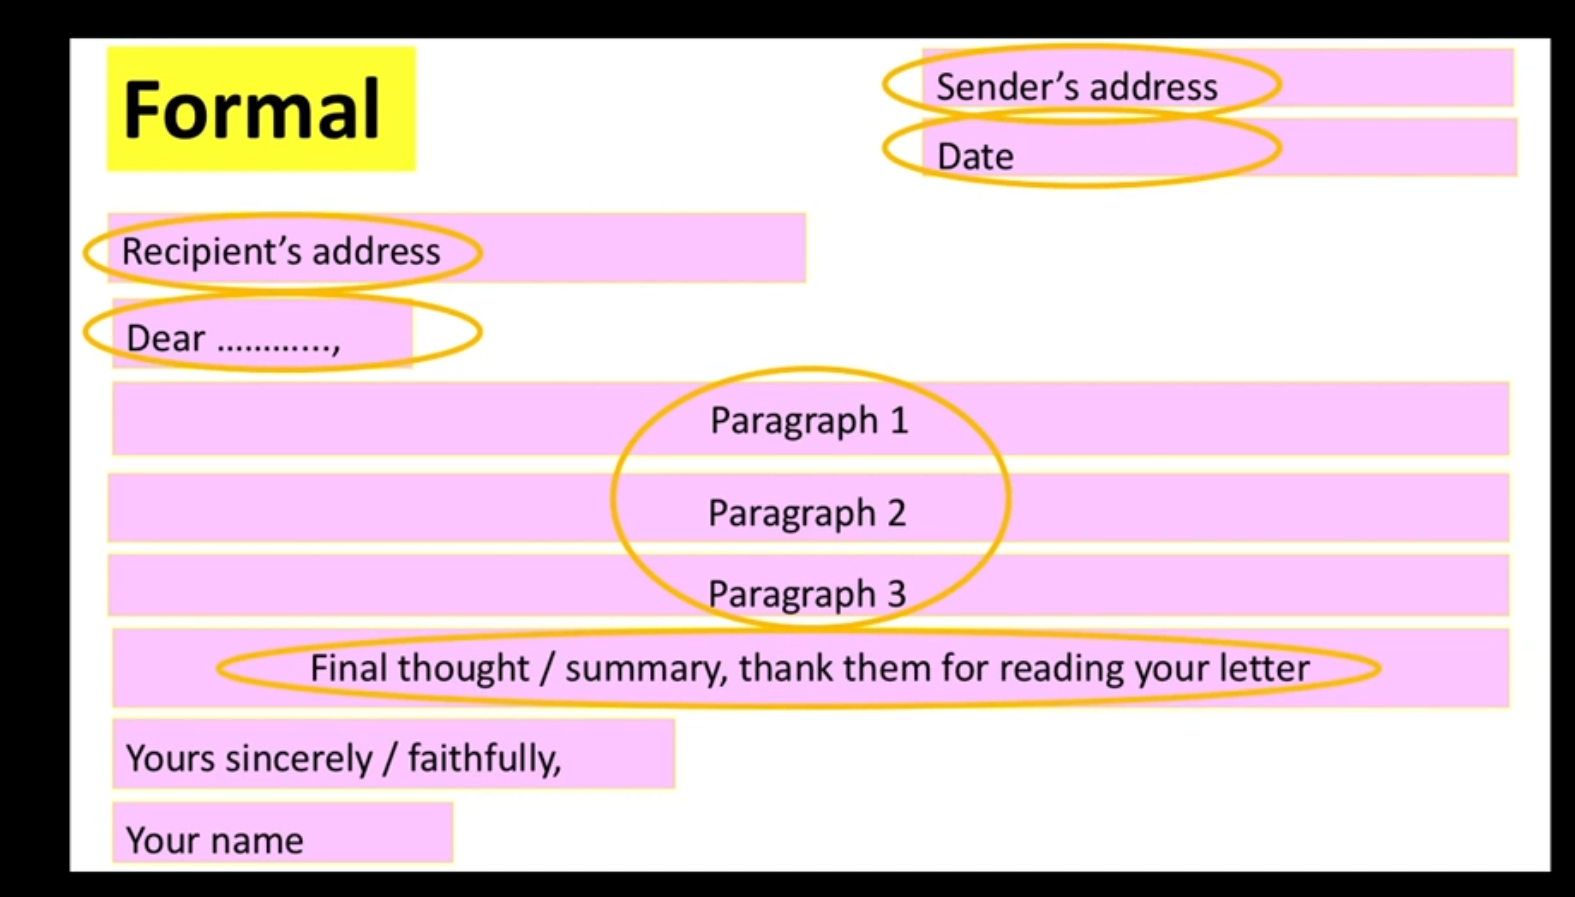 Formal
Sender's address
Date
Recipient's address
Dear ............,
Paragraph 1
Paragraph 2
Paragraph 3
Final thought / summary, thank them for reading your letter
Yours sincerely / faithfully,
Your name